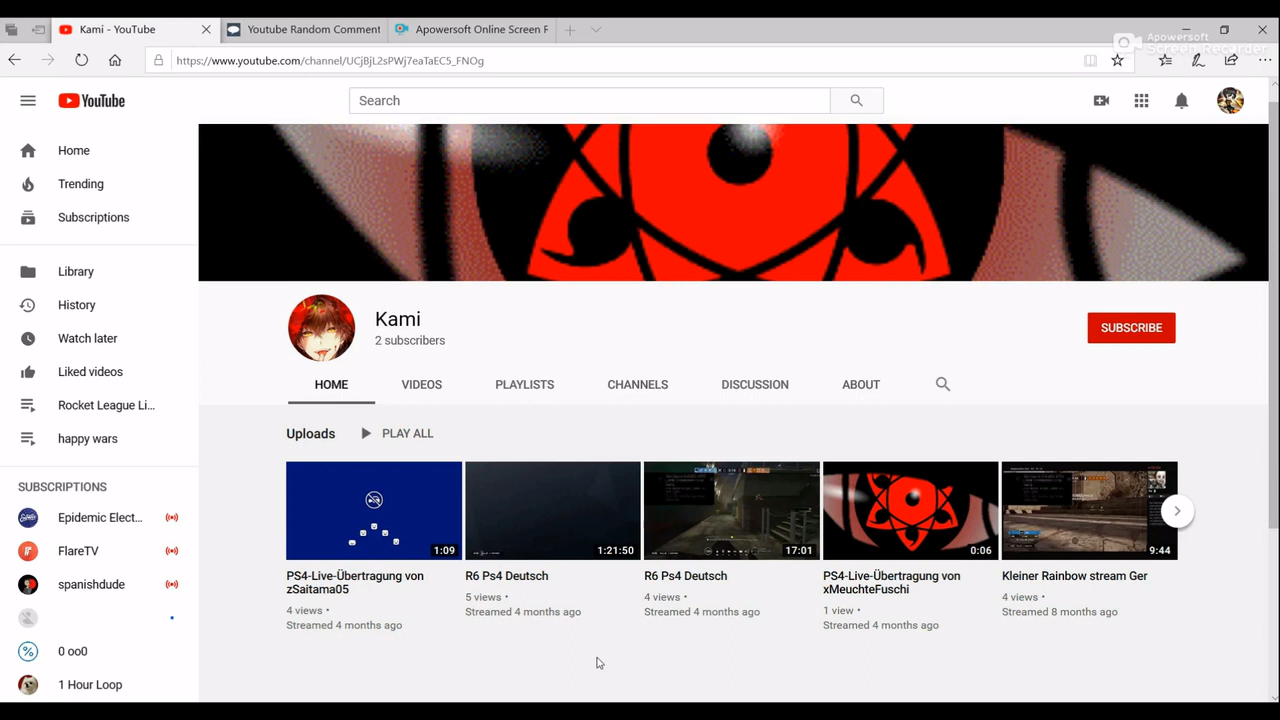 Kami - YouTube
Youtube Random Comment
Apowersoft Online Screen R
Apowersoft
Screen Recorder
https://www.youtube.com/channel/UCjBjL2sPWj7eaTaEC5_FNOg
YouTube
Search
Home
Trending
Subscriptions
Library
History
Watch later
Liked videos
Rocket League Li...
happy wars
SUBSCRIPTIONS
Epidemic Elect...
FlareTV
spanishdude
0 oo0
1 Hour Loop
Kami
2 subscribers
SUBSCRIBE
HOME VIDEOS PLAYLISTS CHANNELS DISCUSSION ABOUT
Uploads PLAY ALL
1:09
1:21:50
17:01
0:06
9:44
PS4-Live-Übertragung von
zSaitama05
4 views •
Streamed 4 months ago
R6 Ps4 Deutsch
5 views •
Streamed 4 months ago
R6 Ps4 Deutsch
4 views •
Streamed 4 months ago
PS4-Live-Übertragung von
xMeuchteFuschi
1 view •
Streamed 4 months ago
Kleiner Rainbow stream Ger
4 views •
Streamed 8 months ago